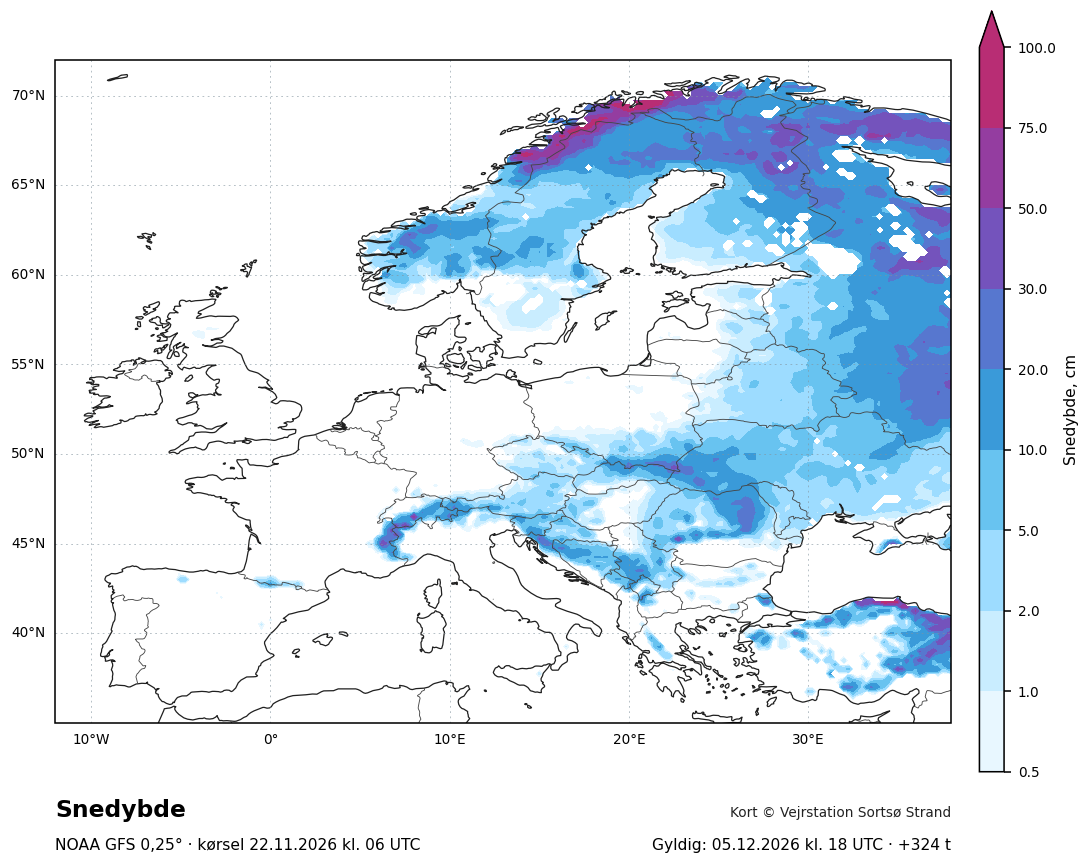 70°N
65°N
60°N
55°N
50°N
45°N
40°N
10°W
0°
10°E
20°E
30°E
100.0
75.0
50.0
30.0
20.0
10.0
5.0
2.0
1.0
0.5
Snedybde, cm
Snedybde
Kort © Vejrstation Sortsø Strand
NOAA GFS 0,25° · kørsel 22.11.2026 kl. 06 UTC
Gyldig: 05.12.2026 kl. 18 UTC · +324 t